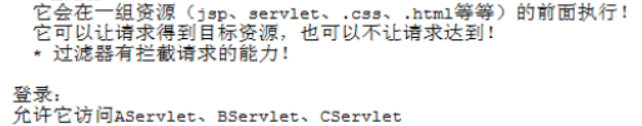 它会在一组资源（jsp、servlet、.css、.html等等）的前面执行！
它可以让请求得到目标资源，也可以不让请求达到！
* 过滤器有拦截请求的能力！
登录：
允许它访问AServlet、BServlet、CServlet